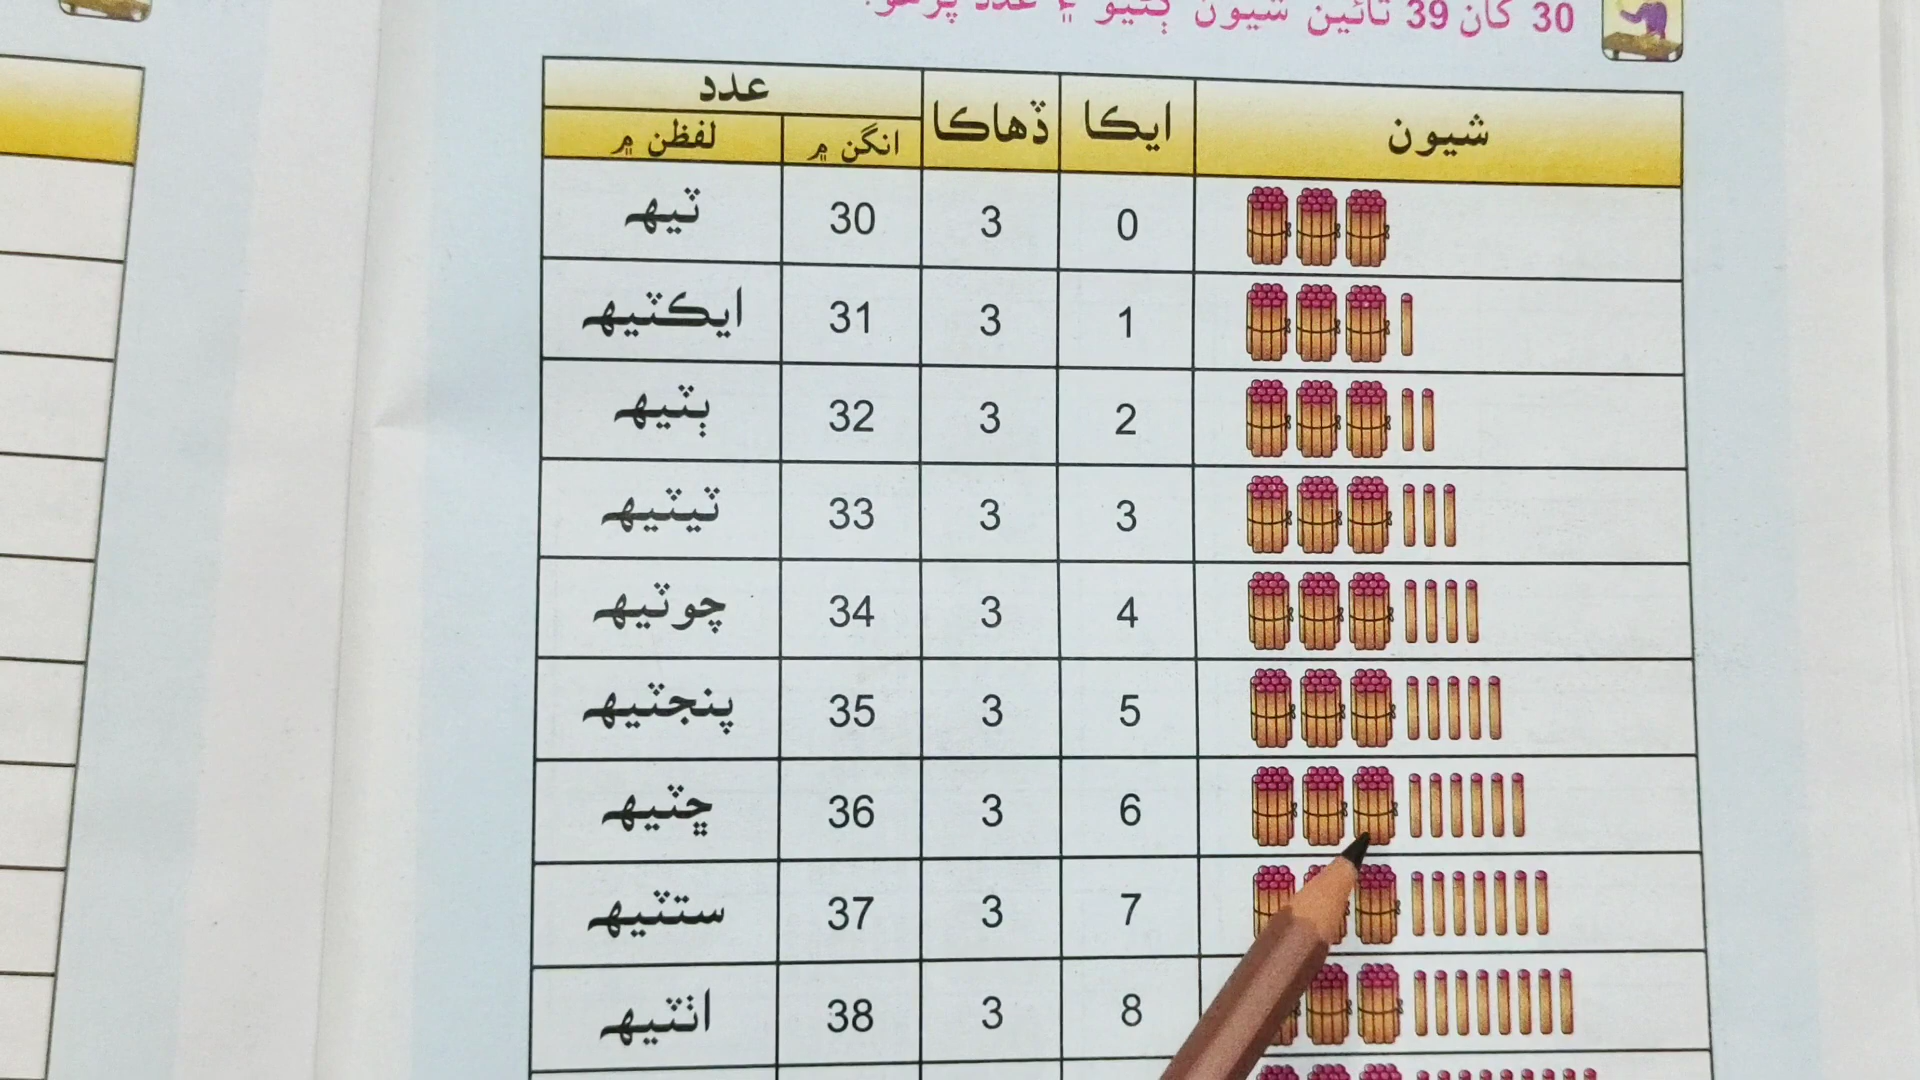 30 کان 39 تائين شيون ڳڻيو ۽ عدد پڙهو.
شيون ايڪا ڏهاڪا عدد
انگن ۾ لفظن ۾
0 3 30 ٽيهه
1 3 31 ايڪٽيهه
2 3 32 ٻٽيهه
3 3 33 ٽيٽيهه
4 3 34 چوٽيهه
5 3 35 پنجٽيهه
6 3 36 ڇٽيهه
7 3 37 ستٽيهه
8 3 38 اٺٽيهه